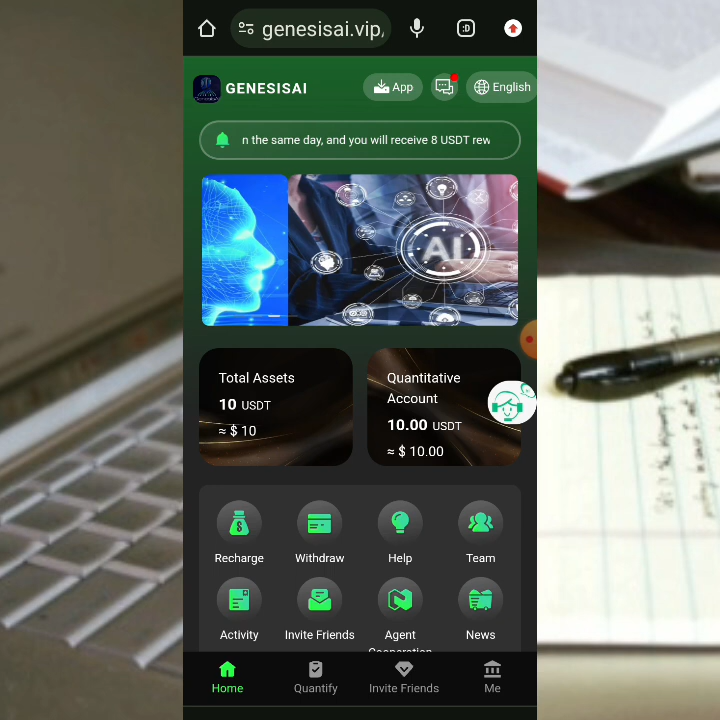 :D
genesisai.vip,
GENESISAI
App
English
n the same day, and you will receive 8 USDT rew
AI
Total Assets
10 USDT
≈ $ 10
Quantitative
Account
10.00 USDT
≈ $ 10.00
Recharge
Withdraw
Help
Team
Activity
Invite Friends
Agent
Cooperation
News
Home
Quantify
Invite Friends
Me